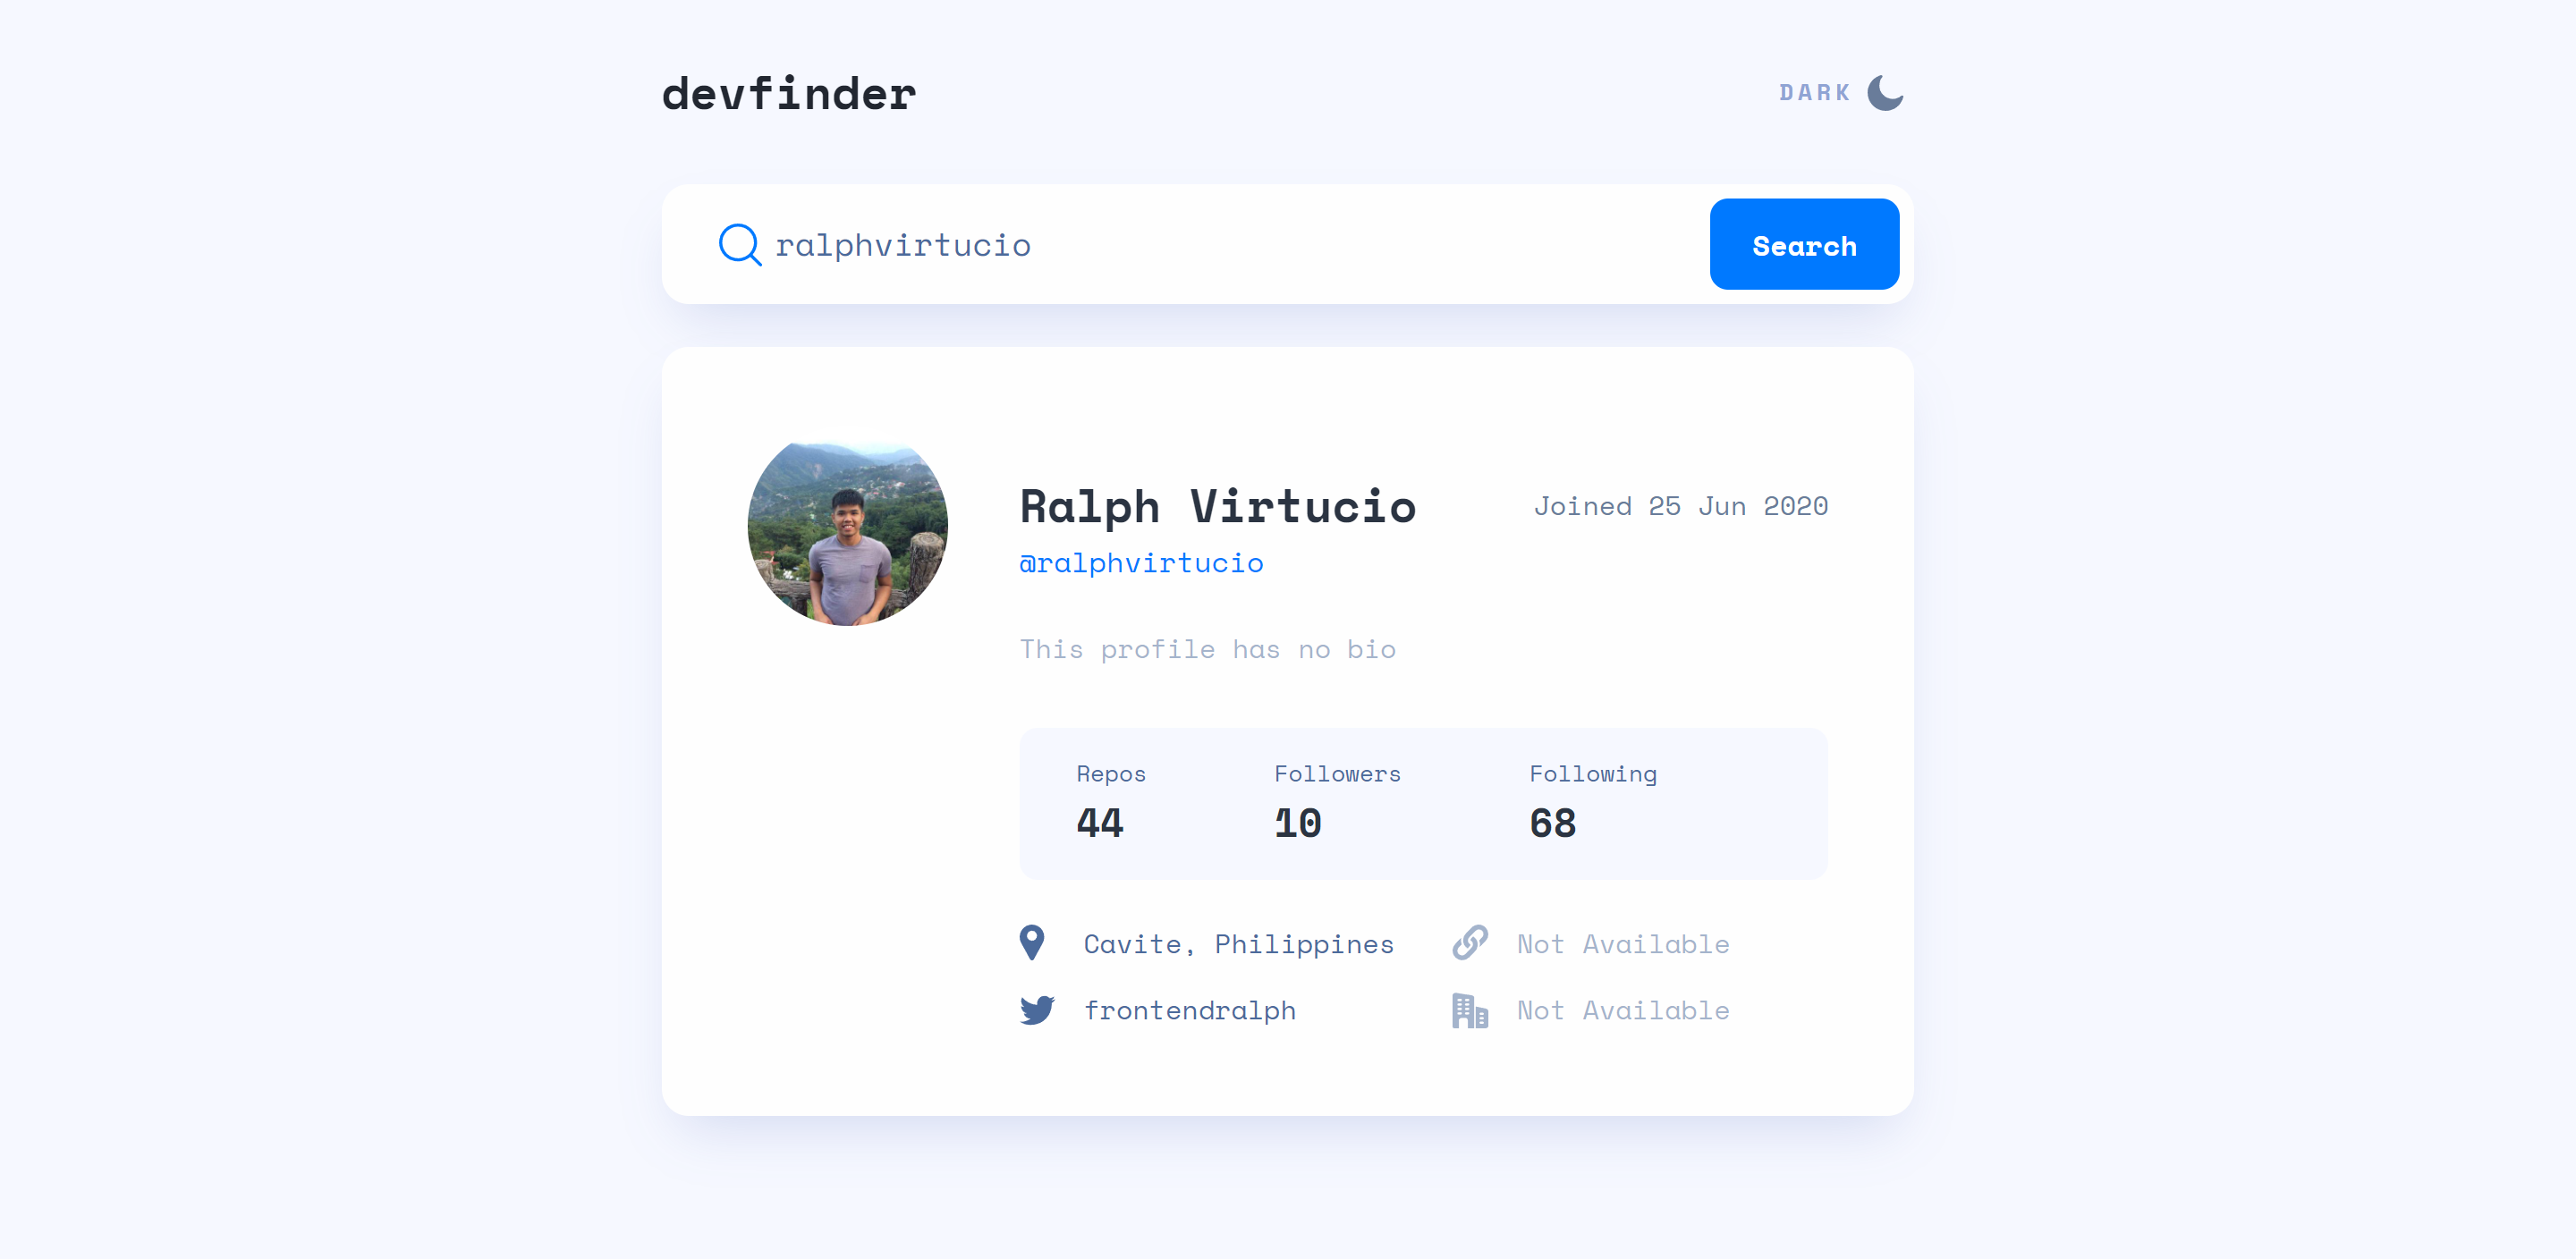 devfinder
DARK
ralphvirtucio
Search
Ralph Virtucio
Joined 25 Jun 2020
@ralphvirtucio
This profile has no bio
Repos Followers Following
44 10 68
Cavite, Philippines
Not Available
frontendralph
Not Available